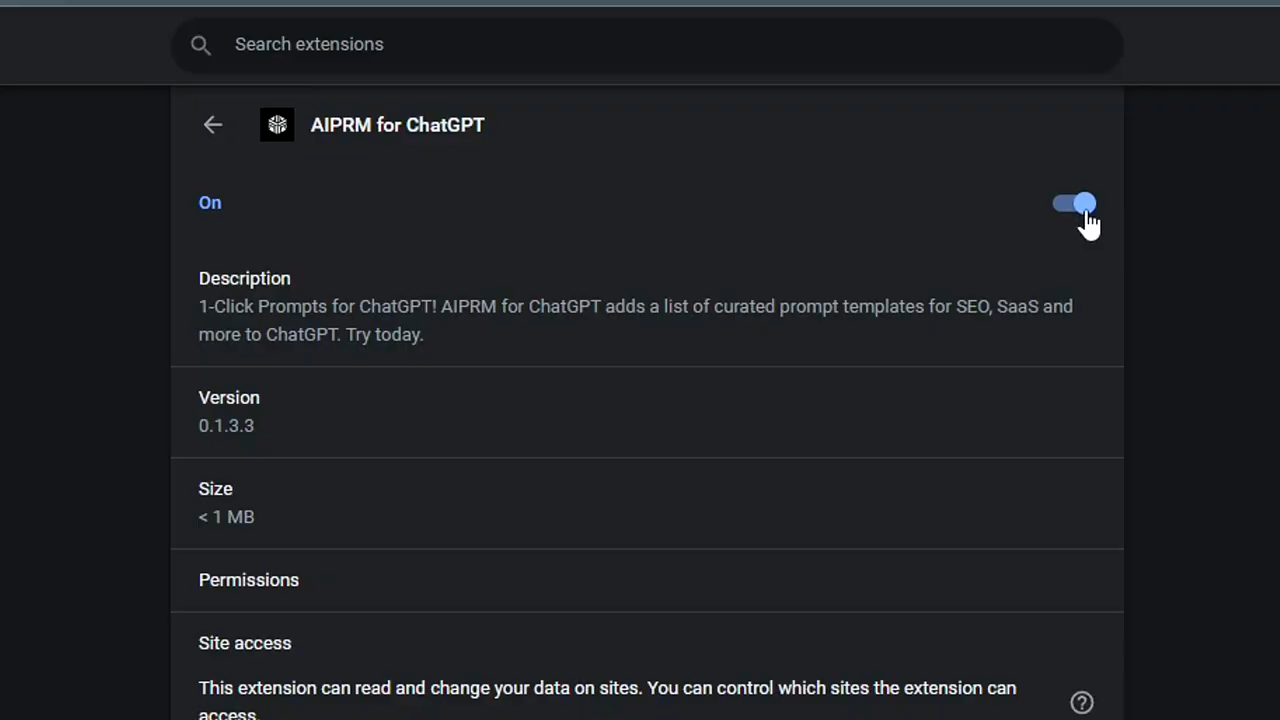 Search extensions
AIPRM for ChatGPT
On
Description
1-Click Prompts for ChatGPT! AIPRM for ChatGPT adds a list of curated prompt templates for SEO, SaaS and
more to ChatGPT. Try today.
Version
0.1.3.3
Size
< 1 MB
Permissions
Site access
This extension can read and change your data on sites. You can control which sites the extension can
access.